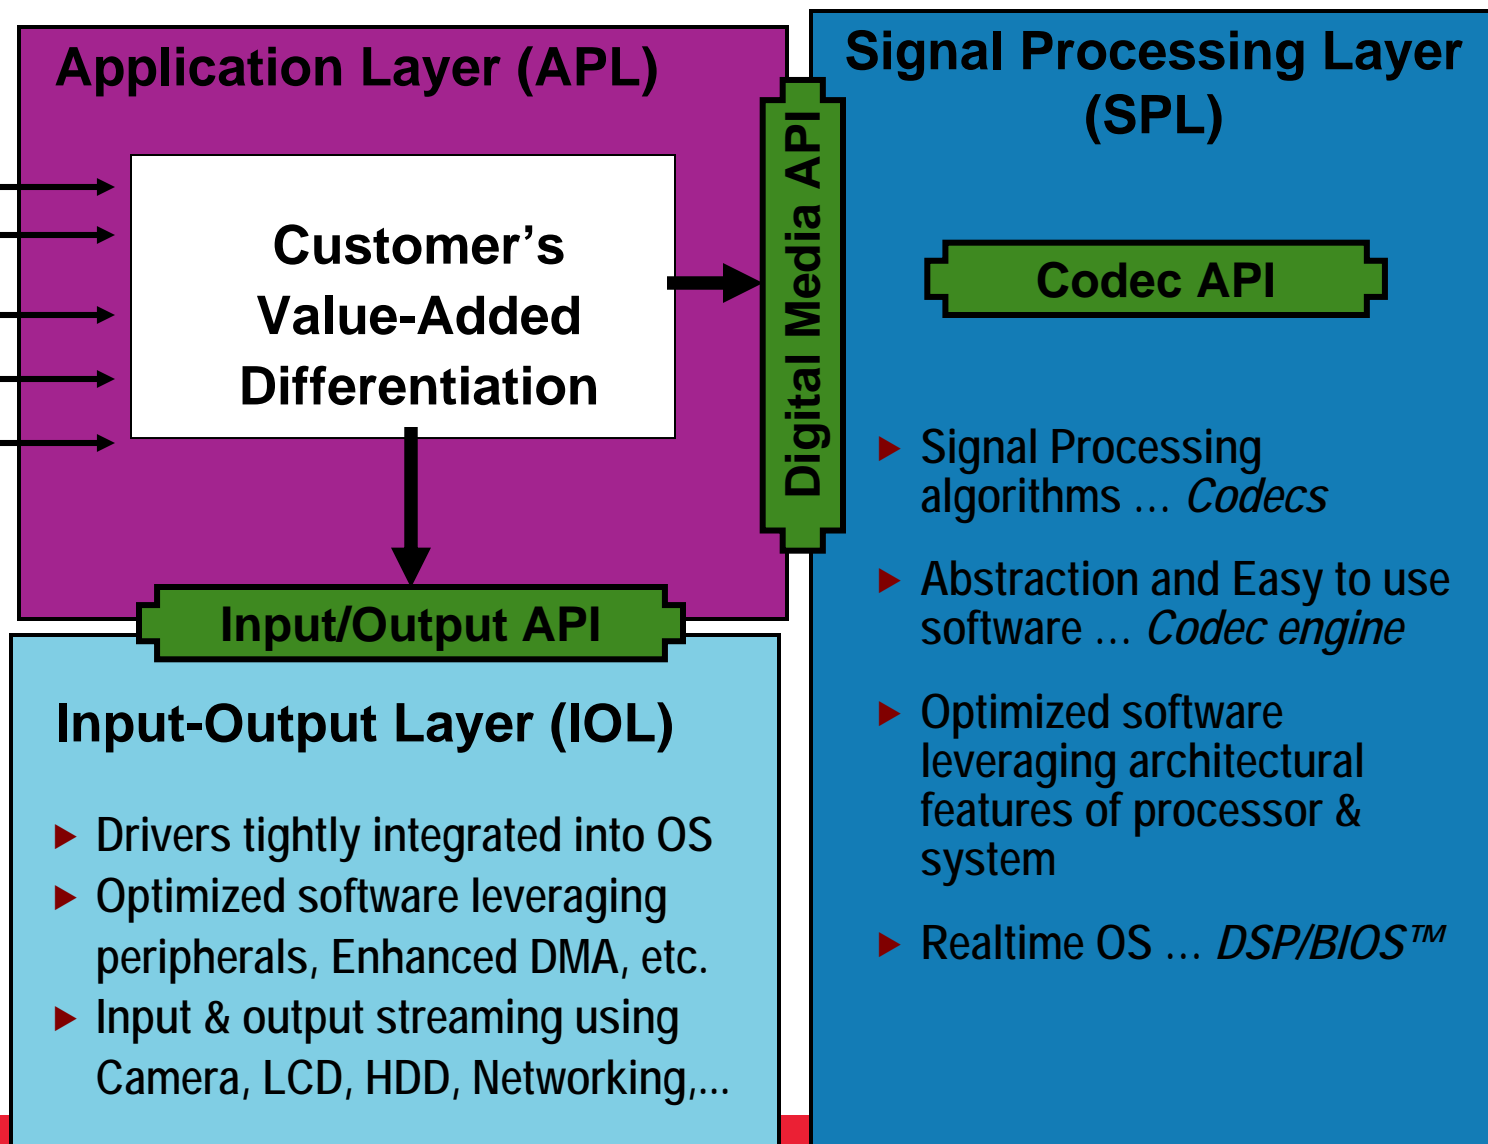 Application Layer (APL)
Customer’s
Value-Added
Differentiation
Digital Media API
Input/Output API
Input-Output Layer (IOL)
Drivers tightly integrated into OS
Optimized software leveraging
peripherals, Enhanced DMA, etc.
Input & output streaming using
Camera, LCD, HDD, Networking,...
Signal Processing Layer
(SPL)
Codec API
Signal Processing
algorithms ... Codecs
Abstraction and Easy to use
software ... Codec engine
Optimized software
leveraging architectural
features of processor &
system
Realtime OS ... DSP/BIOS™